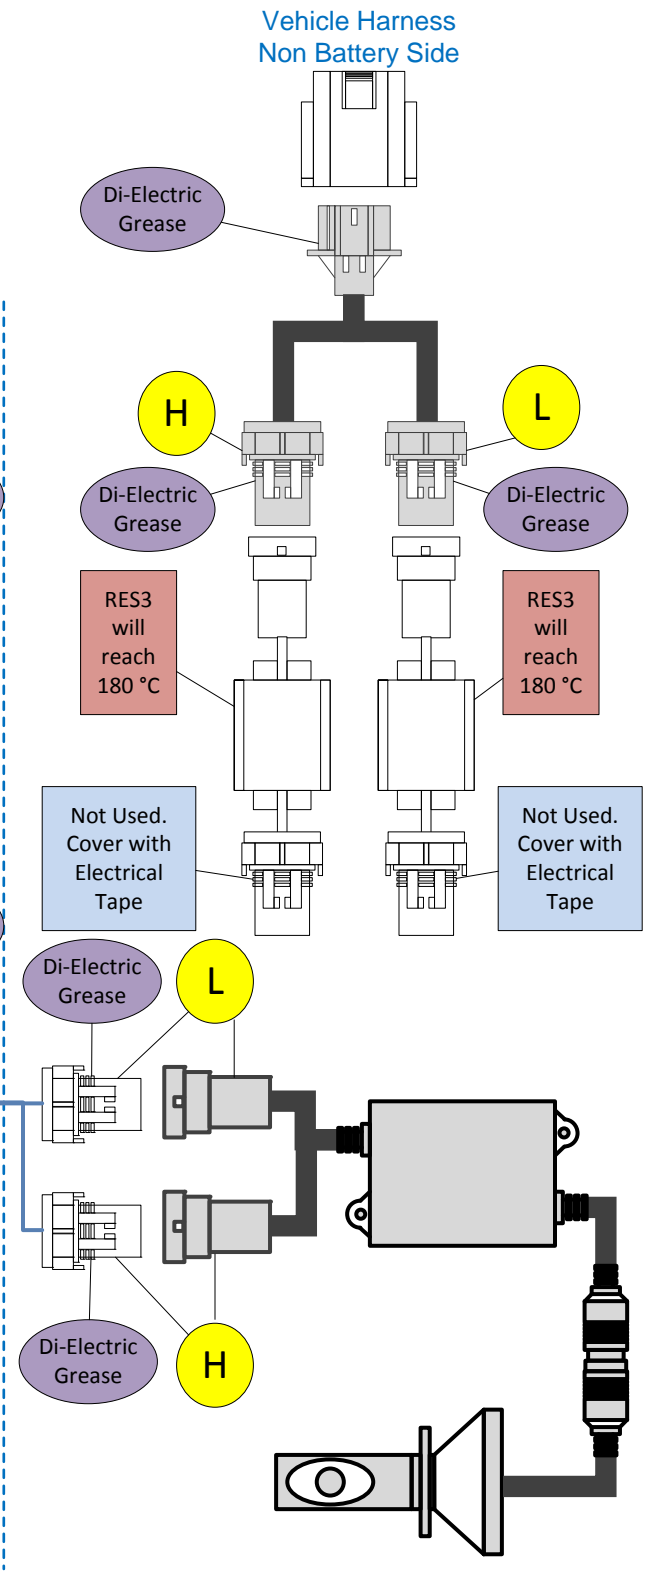 Vehicle Harness
Non Battery Side
Di-Electric
Grease
H
L
Di-Electric
Grease
Di-Electric
Grease
RES3
will
reach
180 °C
RES3
will
reach
180 °C
Not Used.
Cover with
Electrical
Tape
Not Used.
Cover with
Electrical
Tape
Di-Electric
Grease
L
Di-Electric
Grease
H